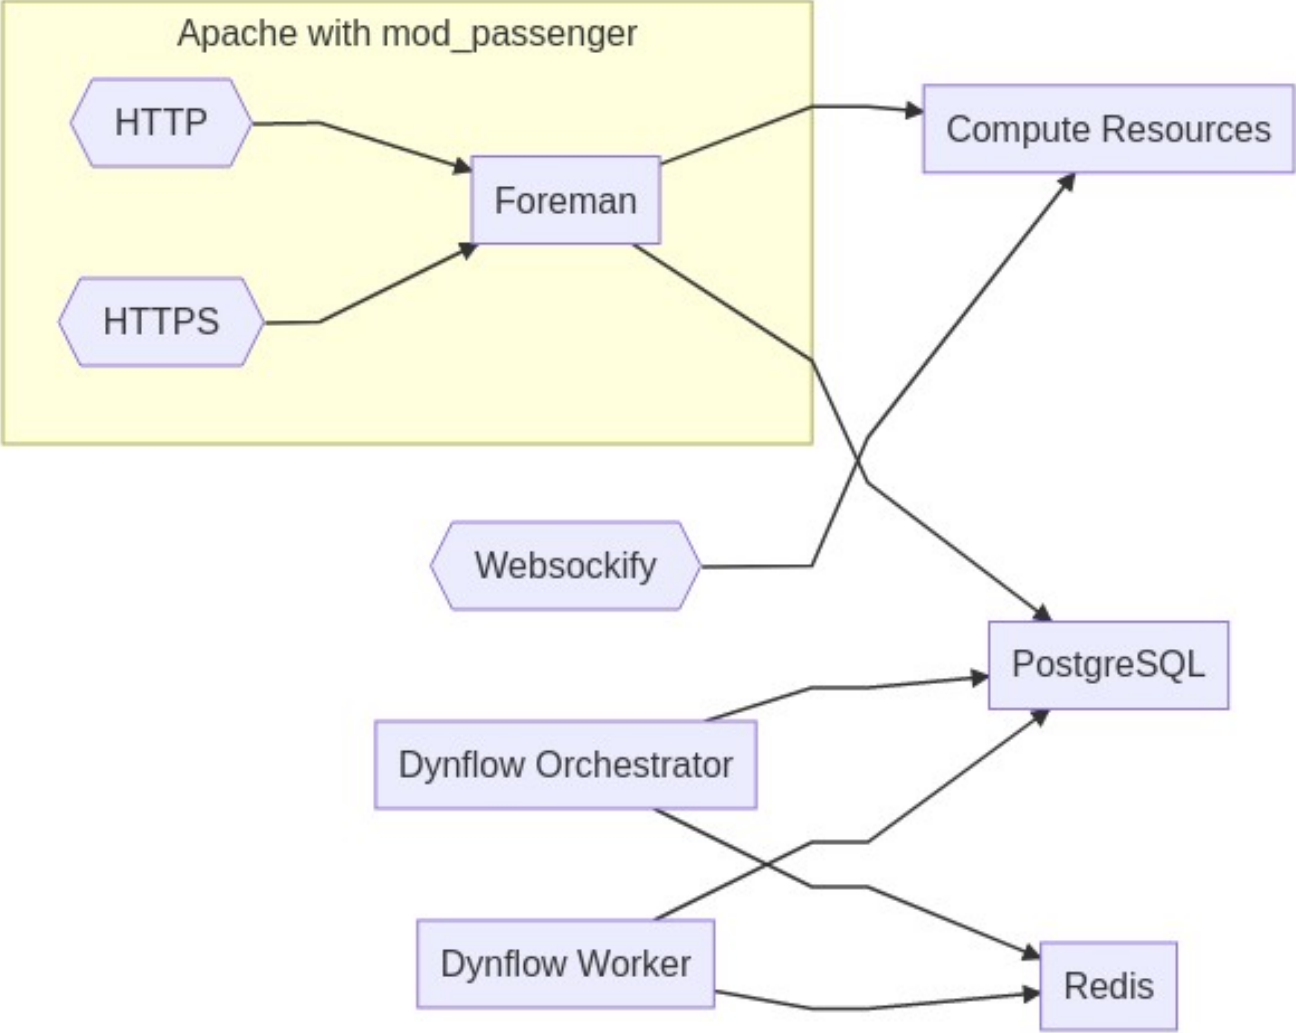 Apache with mod_passenger
HTTP
Compute Resources
Foreman
HTTPS
Websockify
PostgreSQL
Dynflow Orchestrator
Dynflow Worker
Redis